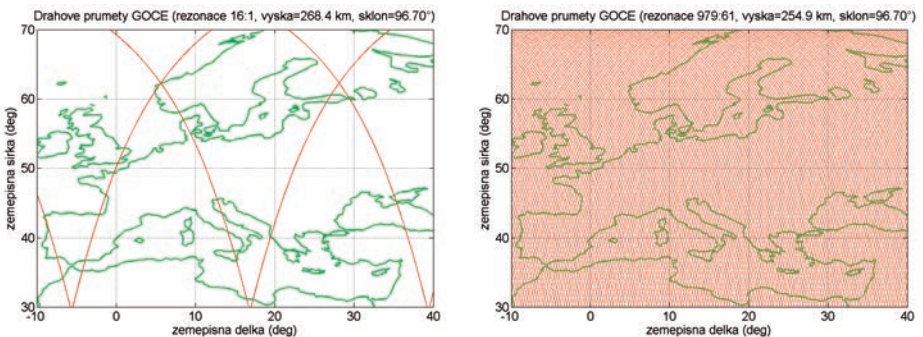 Drahove prumety GOCE (rezonace 16:1, vyska=268.4 km, sklon=96.70°)
70
60
50
40
30
-10 0 10 20 30 40
zemepisna sirka (deg)
zemepisna delka (deg)
Drahove prumety GOCE (rezonace 979:61, vyska=254.9 km, sklon=96.70°)
70
60
50
40
30
-10 0 10 20 30 40
zemepisna sirka (deg)
zemepisna delka (deg)